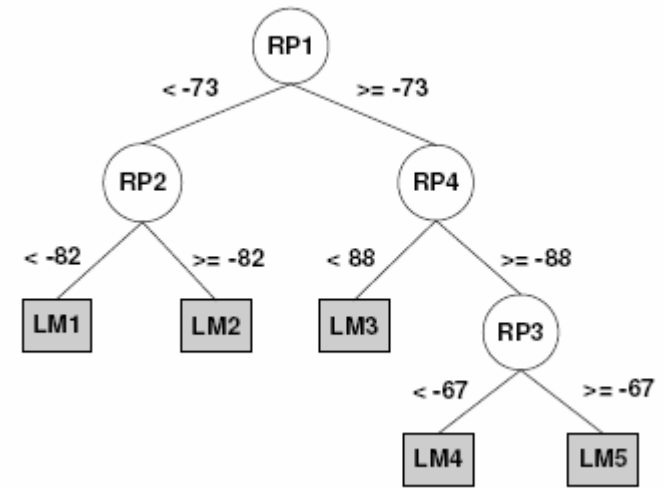 RP1
< -73 >= -73
RP2 RP4
< -82 >= -82 < 88 >= -88
LM1 LM2 LM3 RP3
< -67 >= -67
LM4 LM5